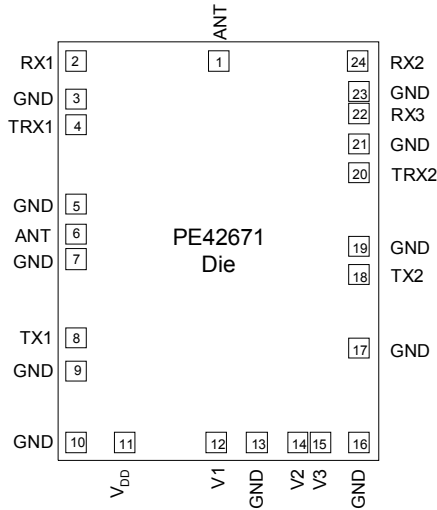 ANT
RX1 2 1 24 RX2
GND 3 23 GND
TRX1 4 22 RX3
21 GND
20 TRX2
GND 5
ANT 6 PE42671 19 GND
GND 7 Die 18 TX2
TX1 8 17 GND
GND 9
GND 10 11 12 13 14 15 16
VDD V1 GND V2 V3 GND